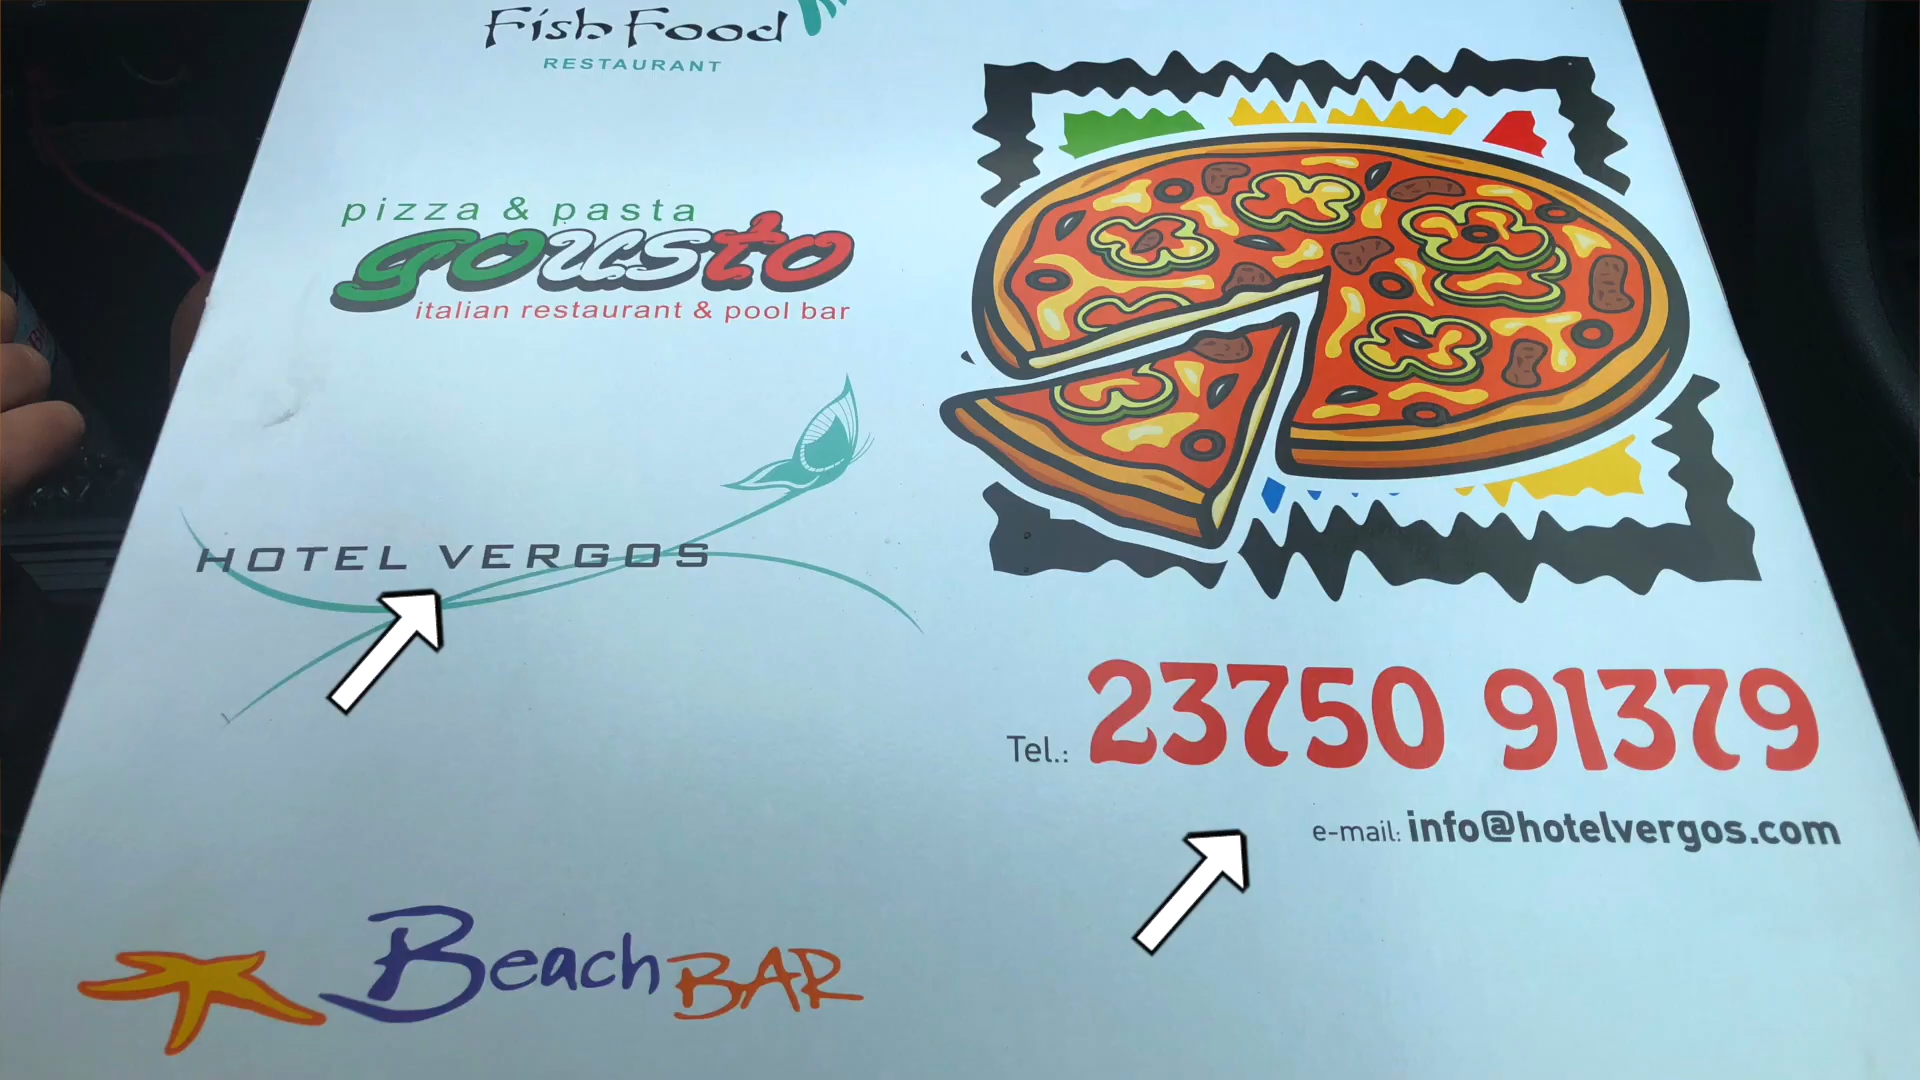 Fish Food
RESTAURANT
pizza & pasta
gousto
italian restaurant & pool bar
HOTEL VERGOS
Tel.: 23750 91379
e-mail: info@hotelvergos.com
Beach BAR